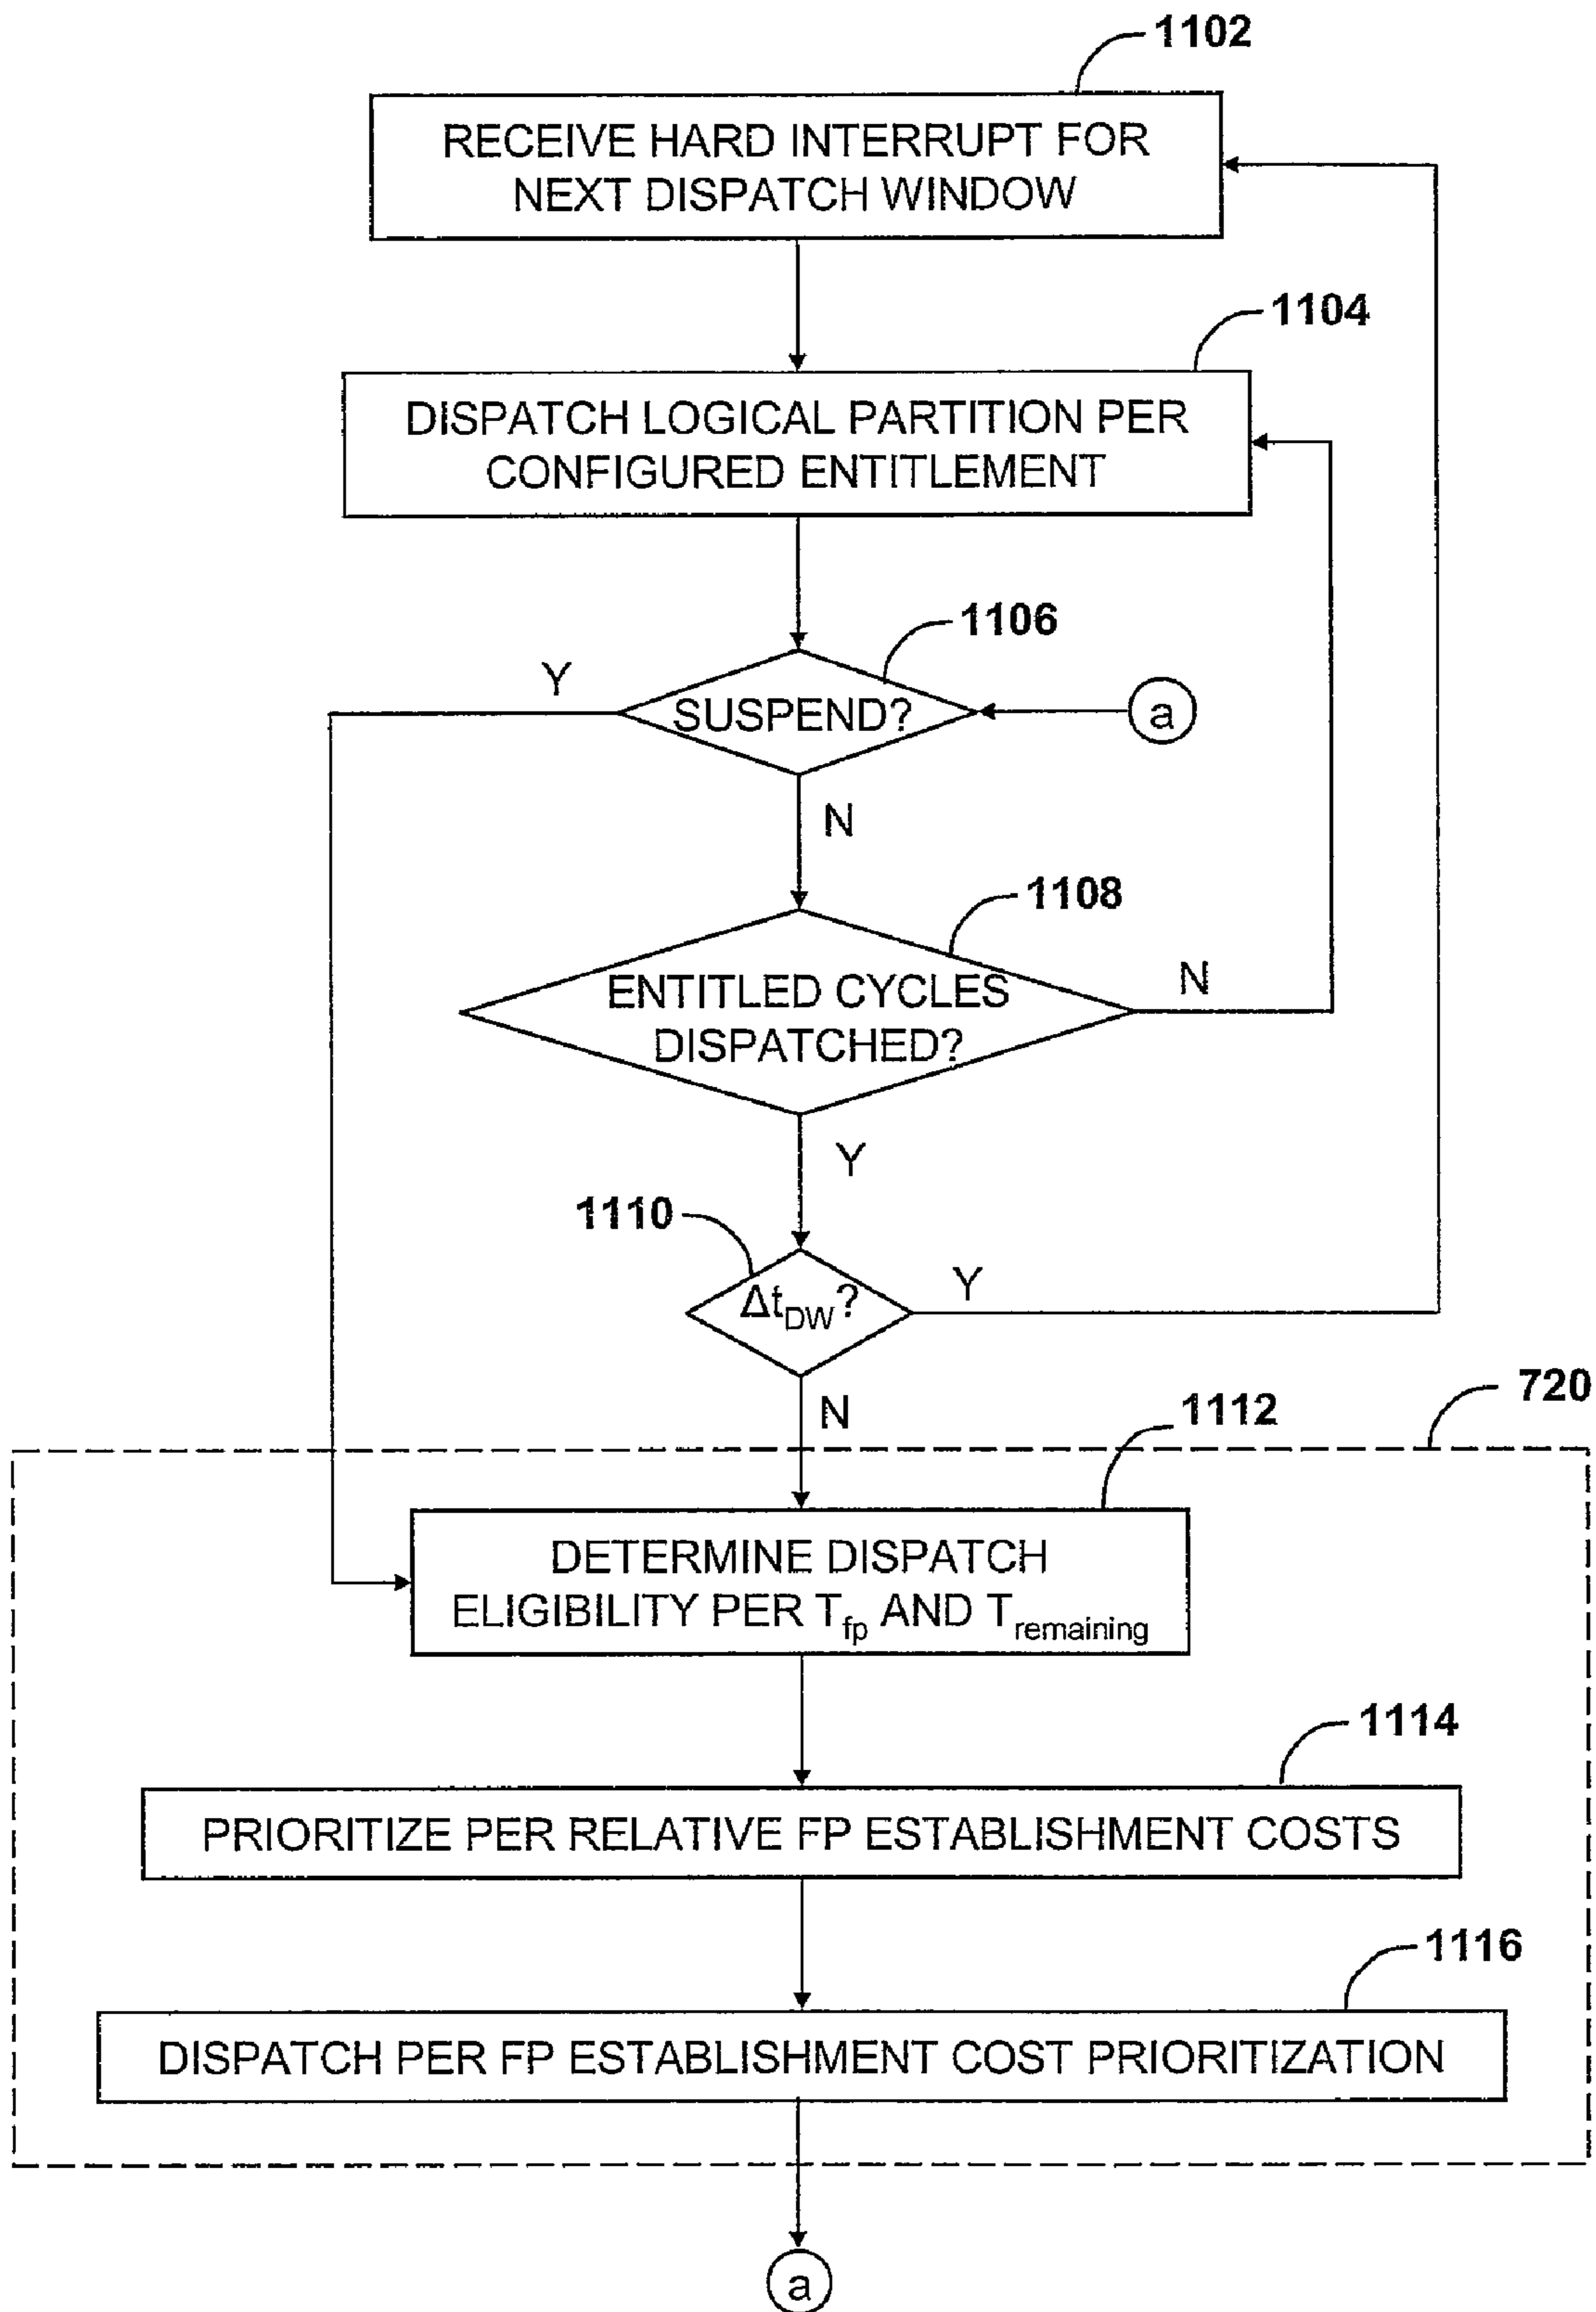 1102
RECEIVE HARD INTERRUPT FOR
NEXT DISPATCH WINDOW
1104
DISPATCH LOGICAL PARTITION PER
CONFIGURED ENTITLEMENT
1106
Y
SUSPEND?
a
N
1108
ENTITLED CYCLES
DISPATCHED?
N
Y
1110
Δt_DW?
Y
N
720
1112
DETERMINE DISPATCH
ELIGIBILITY PER T_fp AND T_remaining
1114
PRIORITIZE PER RELATIVE FP ESTABLISHMENT COSTS
1116
DISPATCH PER FP ESTABLISHMENT COST PRIORITIZATION
a